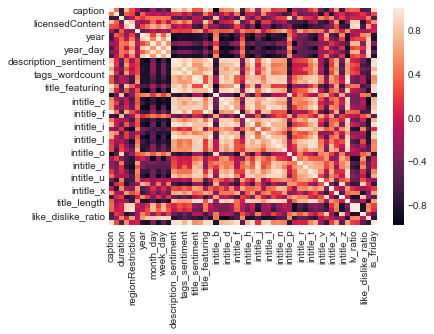 caption
licensedContent
year
year_day
description_sentiment
tags_wordcount
title_featuring
intitle_c
intitle_f
intitle_i
intitle_l
intitle_o
intitle_r
intitle_u
intitle_x
title_length
like_dislike_ratio
0.8
0.4
0.0
−0.4
−0.8
caption
duration
regionRestriction
year
month_day
week_day
description_sentiment
tags_sentiment
title_sentiment
title_featuring
intitle_b
intitle_d
intitle_f
intitle_h
intitle_j
intitle_l
intitle_n
intitle_p
intitle_r
intitle_t
intitle_v
intitle_x
intitle_z
lv_ratio
like_dislike_ratio
is_friday